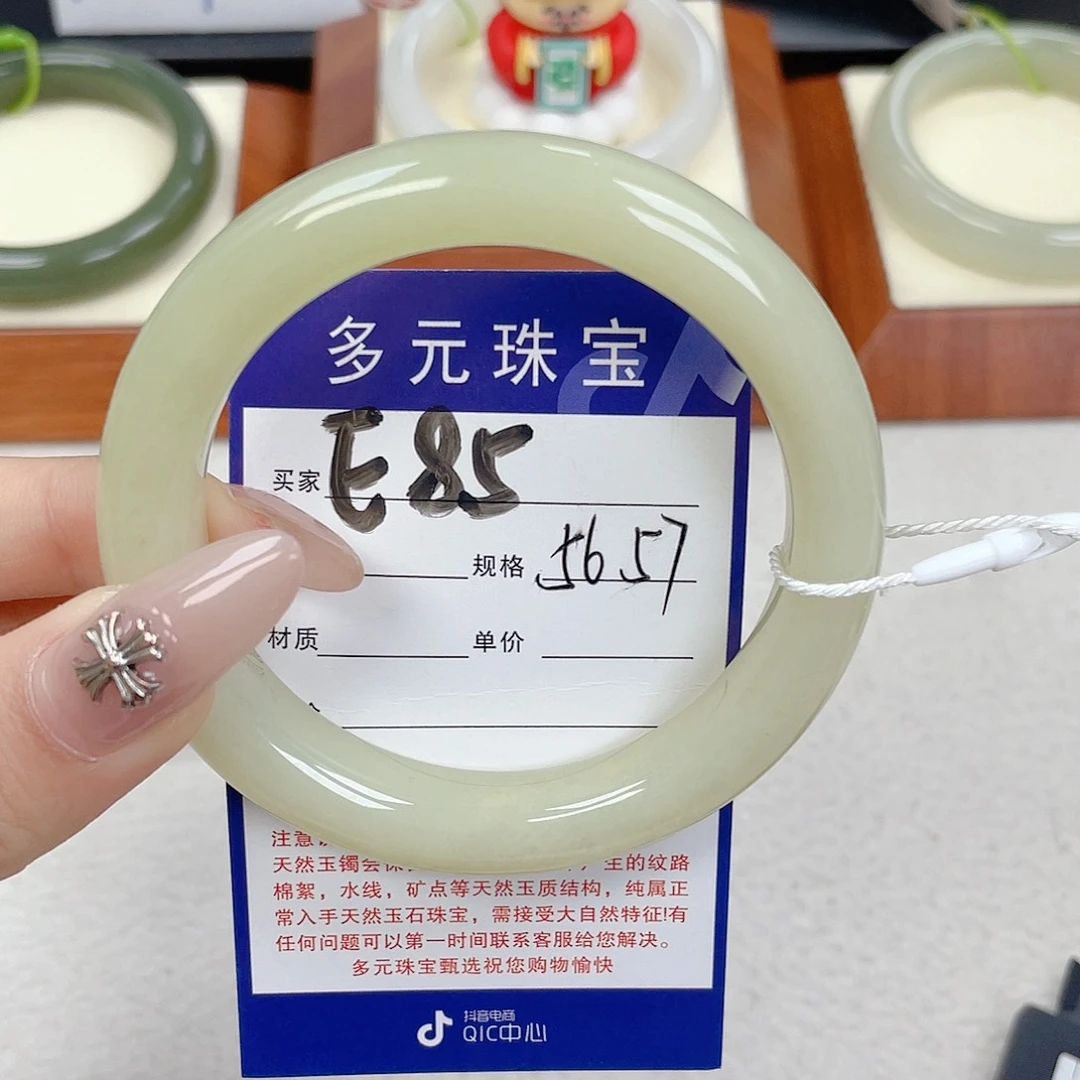 多元珠宝
买家 E85
规格 5657
材质 单价
注意
天然玉镯会 生的纹路
棉絮，水线，矿点等天然玉质结构，纯属正
常入手天然玉石珠宝，需接受大自然特征!有
任何问题可以第一时间联系客服给您解决。
多元珠宝甄选祝您购物愉快
抖音电商
QIC中心